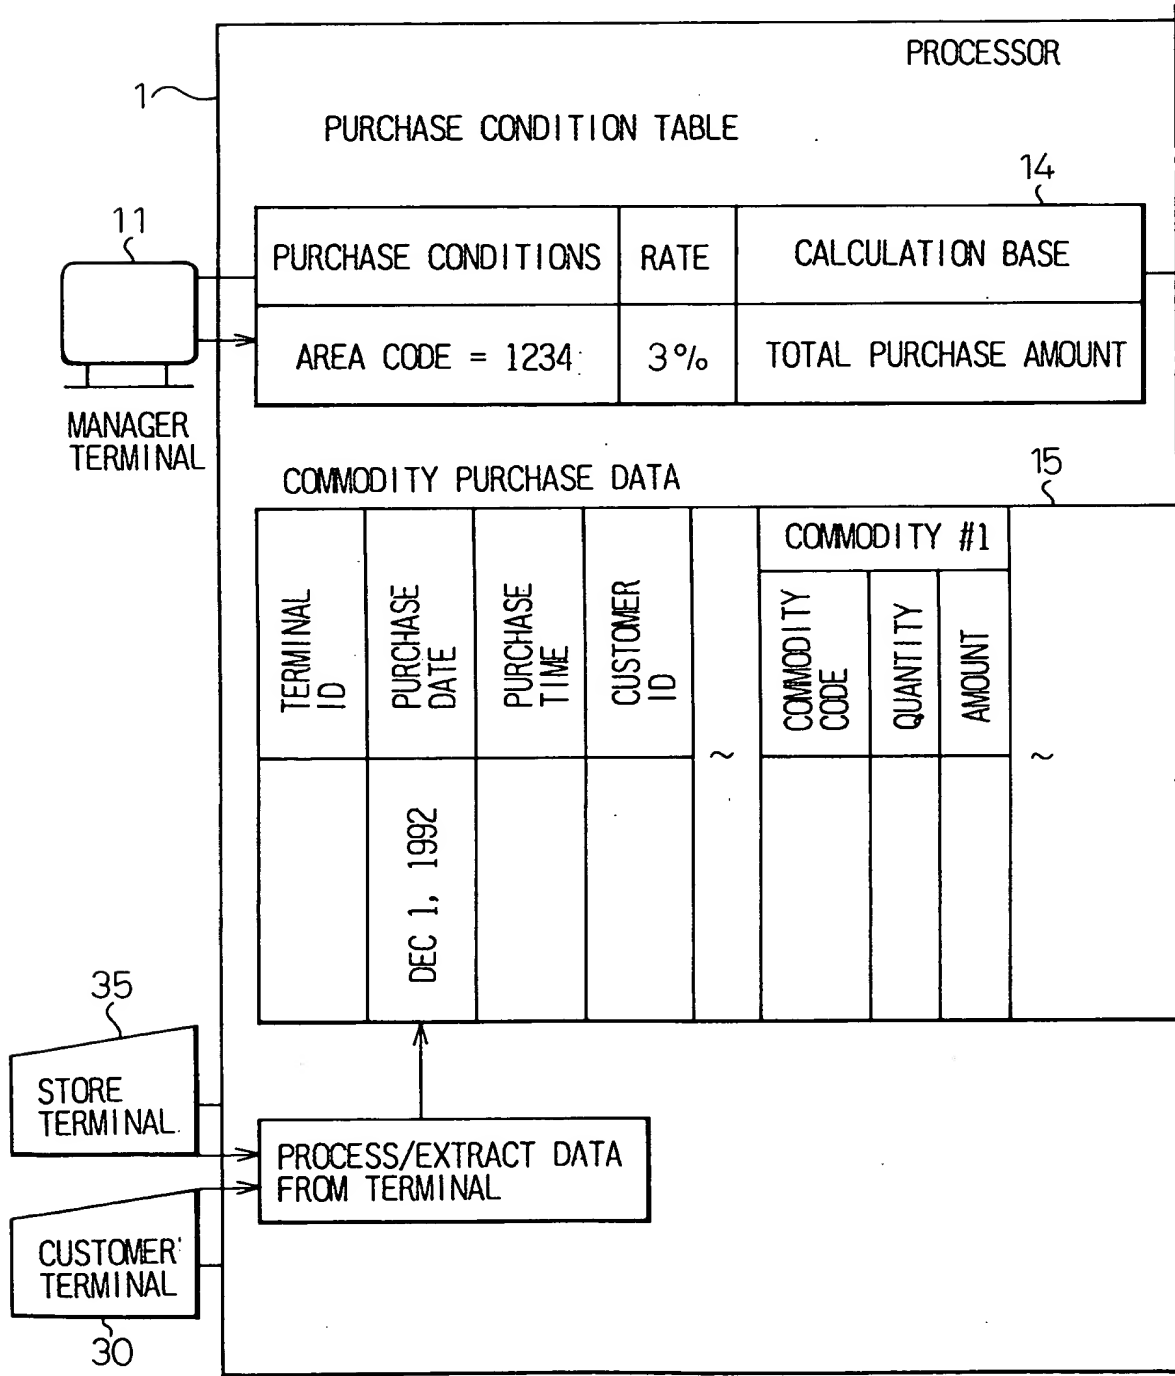 PROCESSOR
1
PURCHASE CONDITION TABLE
14
11
PURCHASE CONDITIONS
RATE
CALCULATION BASE
AREA CODE = 1234
3%
TOTAL PURCHASE AMOUNT
MANAGER
TERMINAL
COMMODITY PURCHASE DATA
15
TERMINAL
ID
PURCHASE
DATE
PURCHASE
TIME
CUSTOMER
ID
~
COMMODITY #1
COMMODITY
CODE
QUANTITY
AMOUNT
~
DEC 1, 1992
35
STORE
TERMINAL
PROCESS/EXTRACT DATA
FROM TERMINAL
CUSTOMER
TERMINAL
30